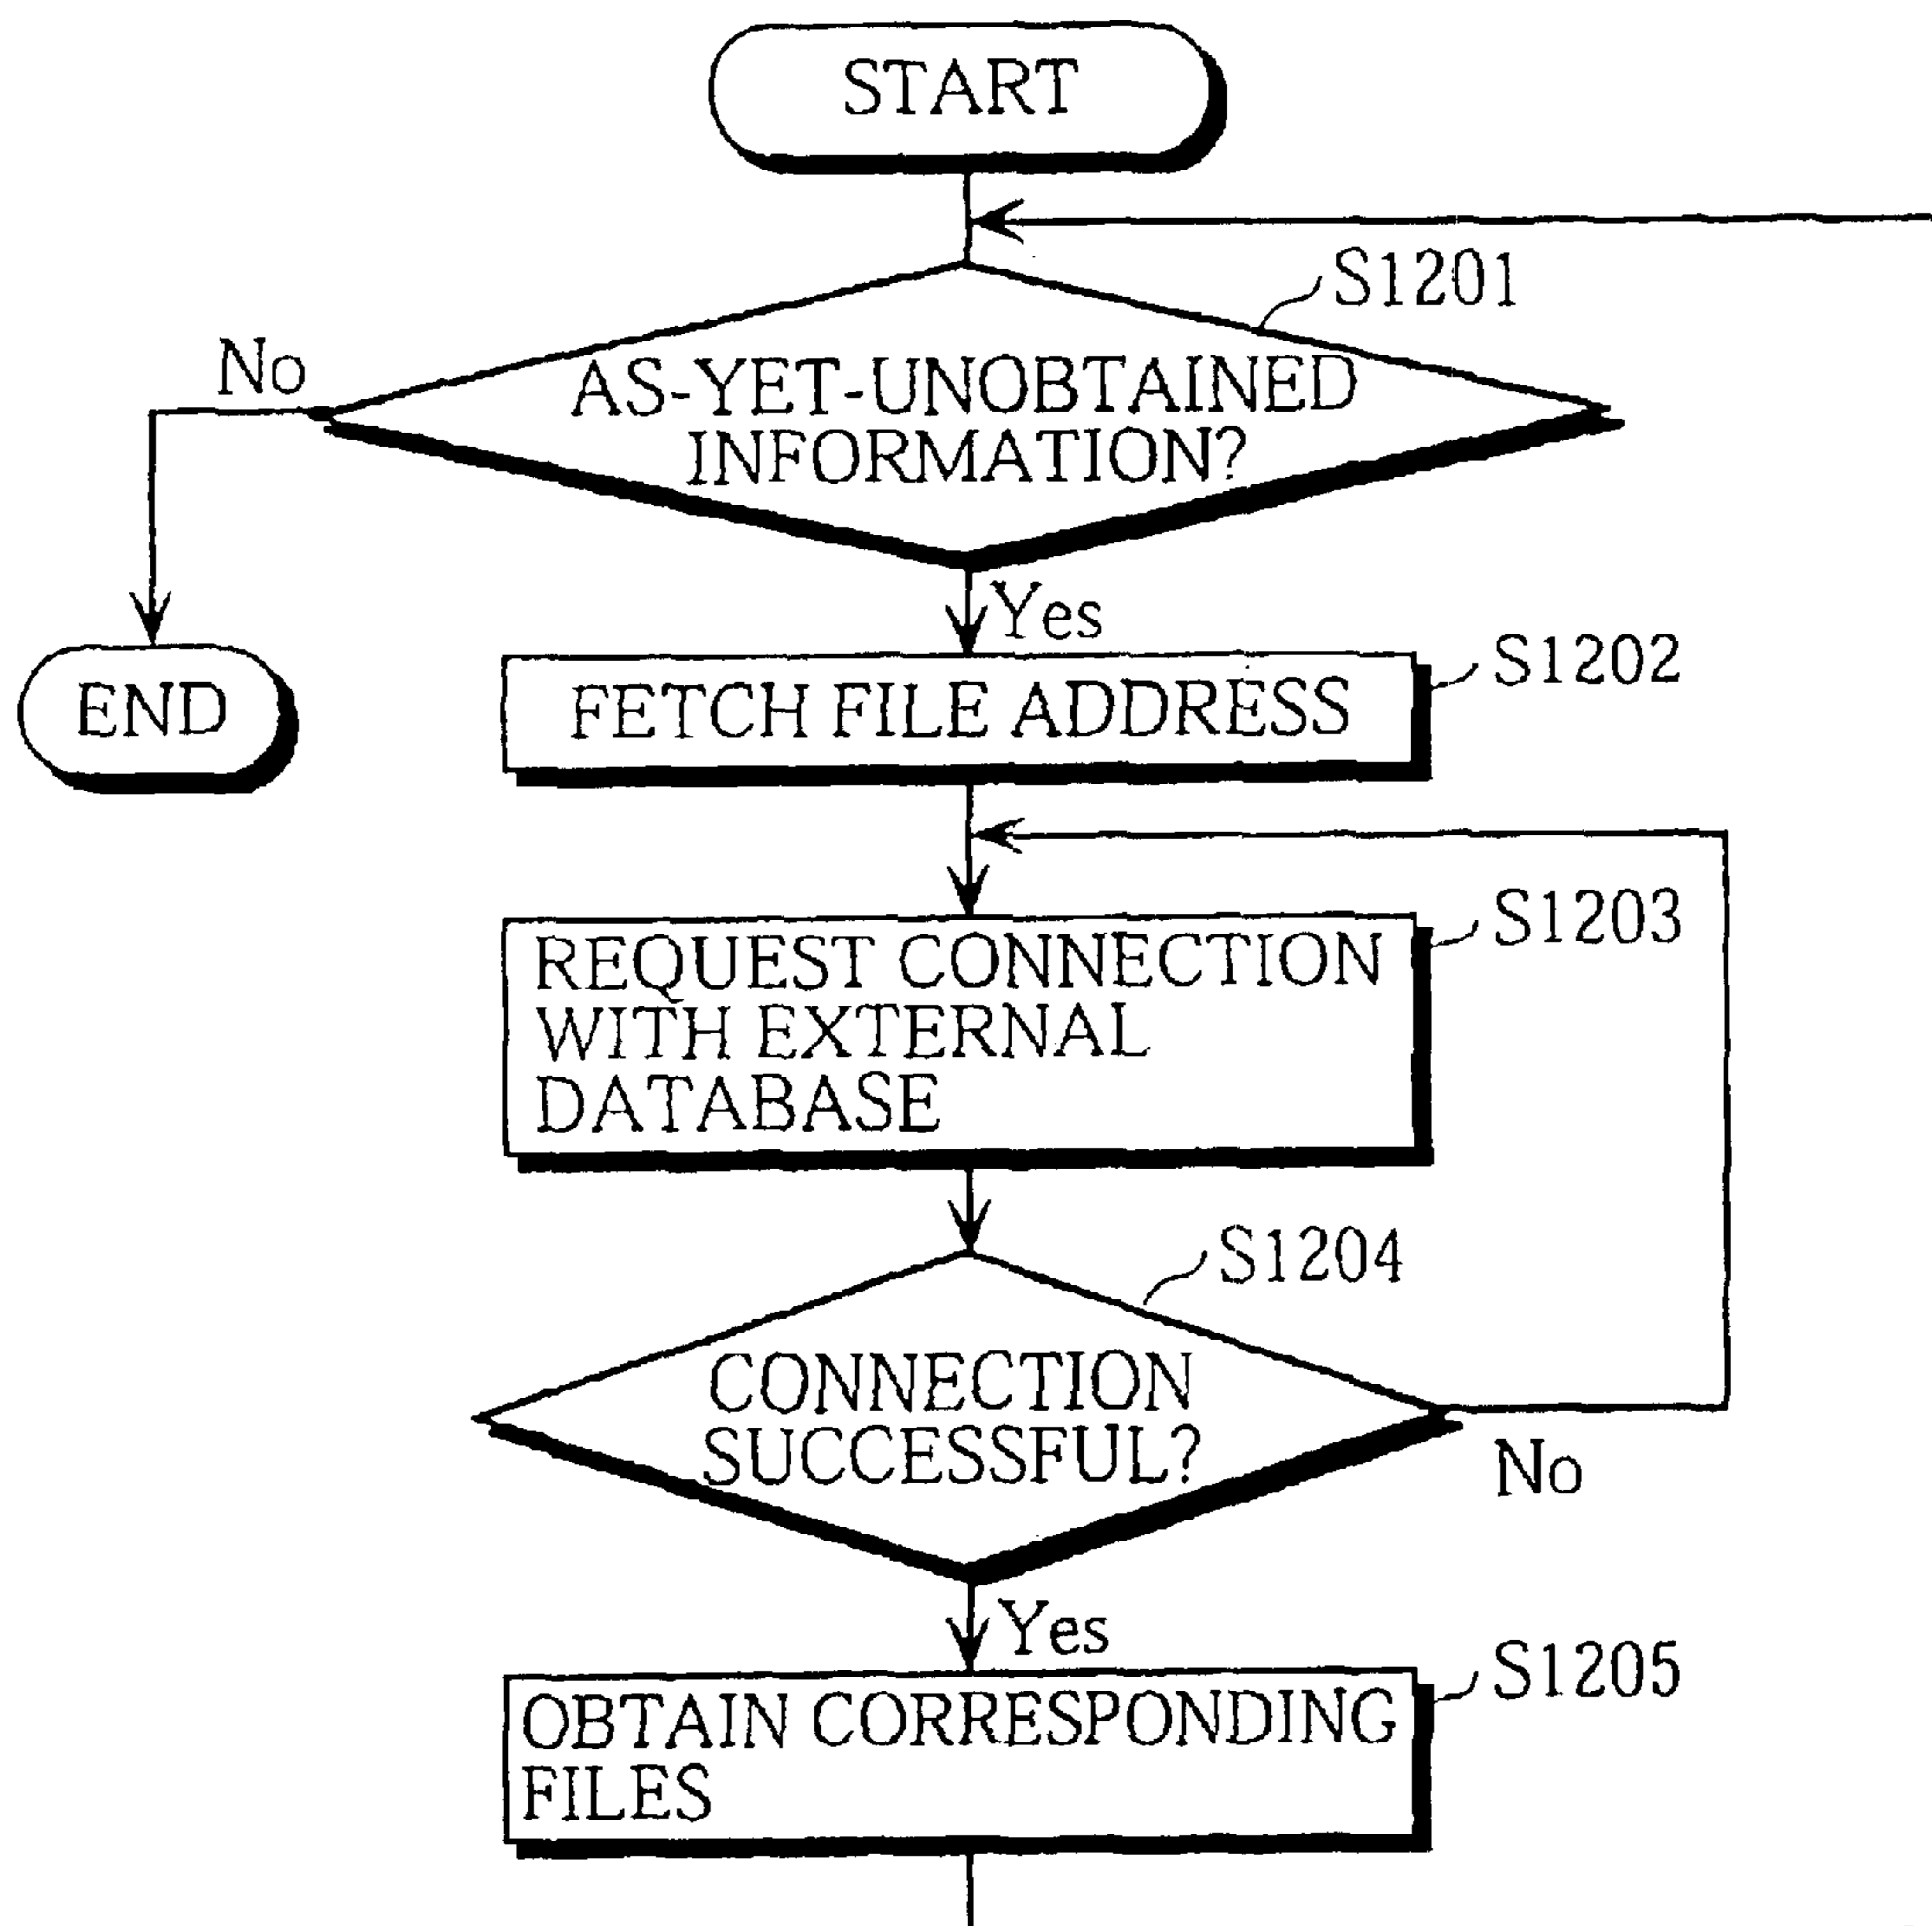 START
S1201
No
AS-YET-UNOBTAINED
INFORMATION?
Yes
S1202
END
FETCH FILE ADDRESS
S1203
REQUEST CONNECTION
WITH EXTERNAL
DATABASE
S1204
CONNECTION
SUCCESSFUL?
No
Yes
S1205
OBTAIN CORRESPONDING
FILES